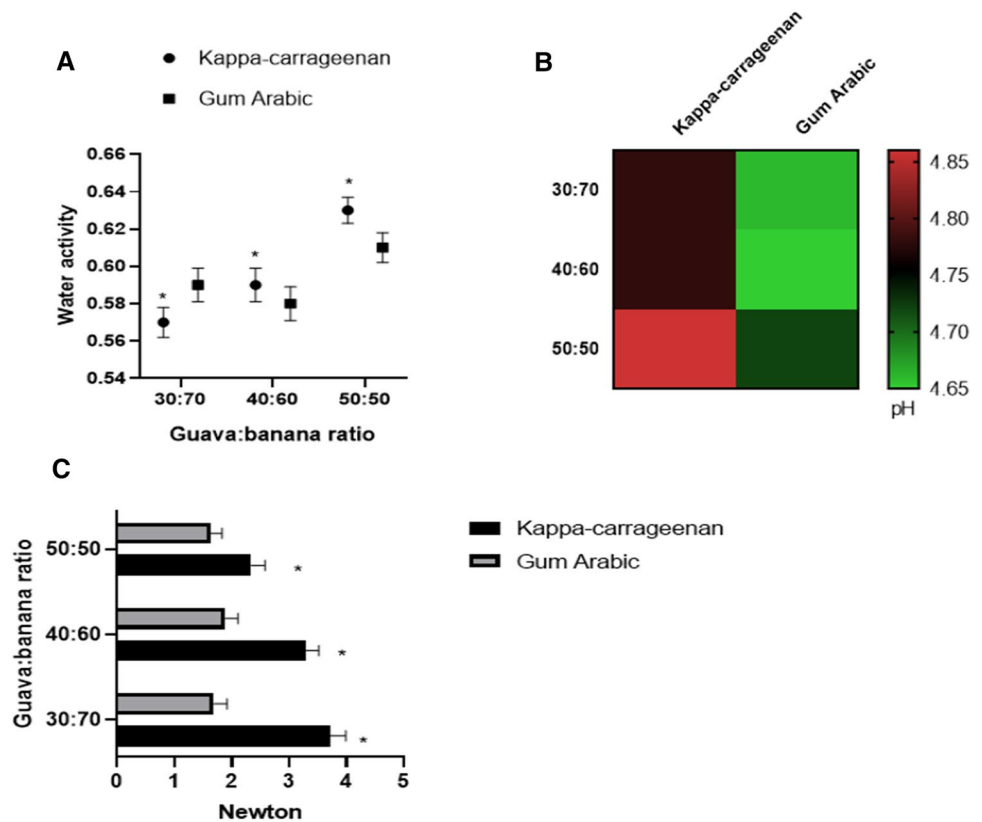 A
Kappa-carrageenan
Gum Arabic
0.66
0.64
0.62
0.60
0.58
0.56
0.54
Water activity
*
*
*
30:70 40:60 50:50
Guava:banana ratio
B
Kappa-carrageenan
Gum Arabic
30:70
40:60
50:50
4.85
4.80
4.75
4.70
4.65
pH
C
Guava:banana ratio
50:50
*
40:60
*
30:70
*
0 1 2 3 4 5
Newton
Kappa-carrageenan
Gum Arabic